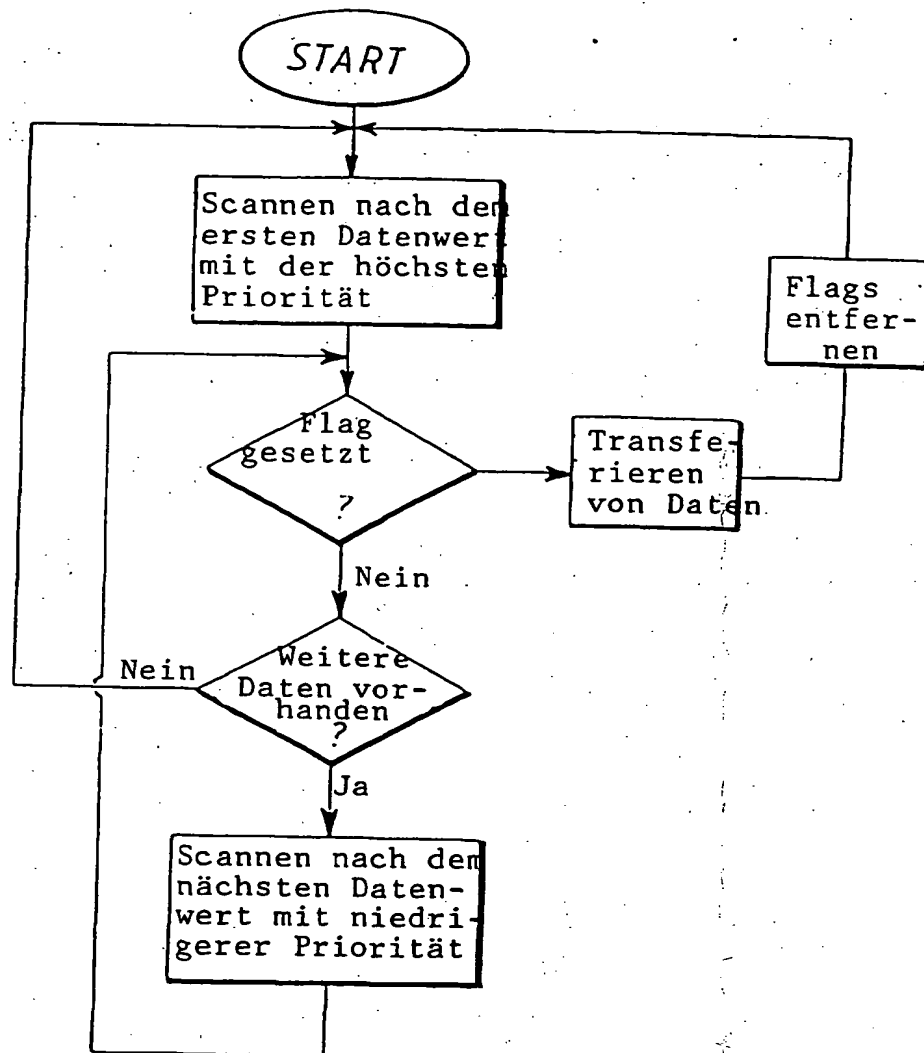 START
Scannen nach dem
ersten Datenwert
mit der höchsten
Priorität
Flags
entfer-
nen
Flag
gesetzt
?
Transfe-
rieren
von Daten
Nein
Weitere
Daten vor-
handen
?
Nein
Ja
Scannen nach dem
nächsten Daten-
wert mit niedri-
gerer Priorität